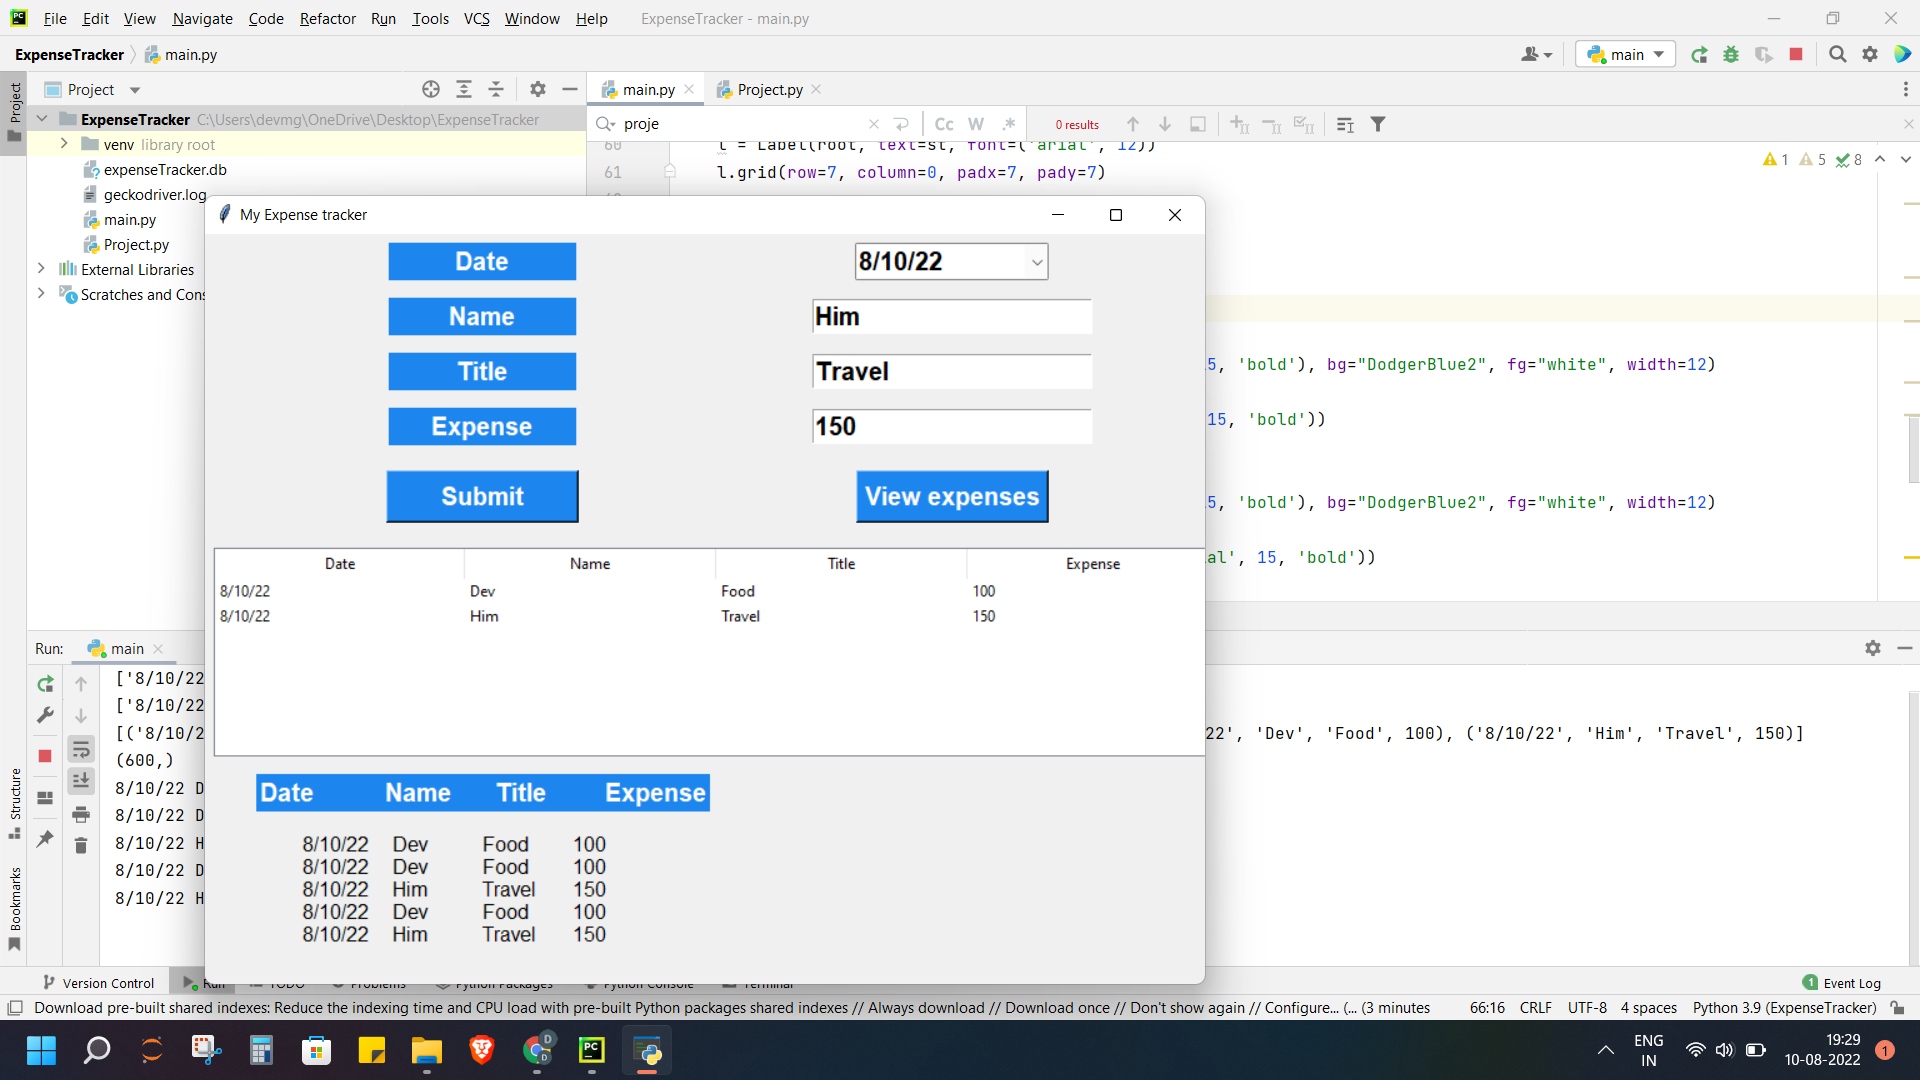 PC File Edit View Navigate Code Refactor Run Tools VCS Window Help ExpenseTracker - main.py
ExpenseTracker main.py main
Project main.py Project.py
Project
ExpenseTracker C:\Users\devmg\OneDrive\Desktop\ExpenseTracker
proje Cc W .* 0 results
venv library root
60 l = Label(root, text=st, font=('arial', 12))
1 5 8
expenseTracker.db
61 l.grid(row=7, column=0, padx=7, pady=7)
geckodriver.log
main.py
Project.py
External Libraries
Scratches and Cons
My Expense tracker
Date 8/10/22
Name Him
Title Travel
Expense 150
Submit View expenses
5, 'bold'), bg="DodgerBlue2", fg="white", width=12)
15, 'bold'))
5, 'bold'), bg="DodgerBlue2", fg="white", width=12)
al', 15, 'bold'))
Date Name Title Expense
8/10/22 Dev Food 100
8/10/22 Him Travel 150
Date Name Title Expense
8/10/22 Dev Food 100
8/10/22 Dev Food 100
8/10/22 Him Travel 150
8/10/22 Dev Food 100
8/10/22 Him Travel 150
Run: main
['8/10/22
['8/10/22
[('8/10/2 22', 'Dev', 'Food', 100), ('8/10/22', 'Him', 'Travel', 150)]
(600,)
8/10/22 D
8/10/22 D
8/10/22 H
8/10/22 D
8/10/22 H
Structure
Bookmarks
Version Control Run TODO Problems Python Packages Python Console Terminal 1 Event Log
Download pre-built shared indexes: Reduce the indexing time and CPU load with pre-built Python packages shared indexes // Always download // Download once // Don't show again // Configure... (... (3 minutes 66:16 CRLF UTF-8 4 spaces Python 3.9 (ExpenseTracker)
D
D
PC
ENG
IN
19:29
10-08-2022
1